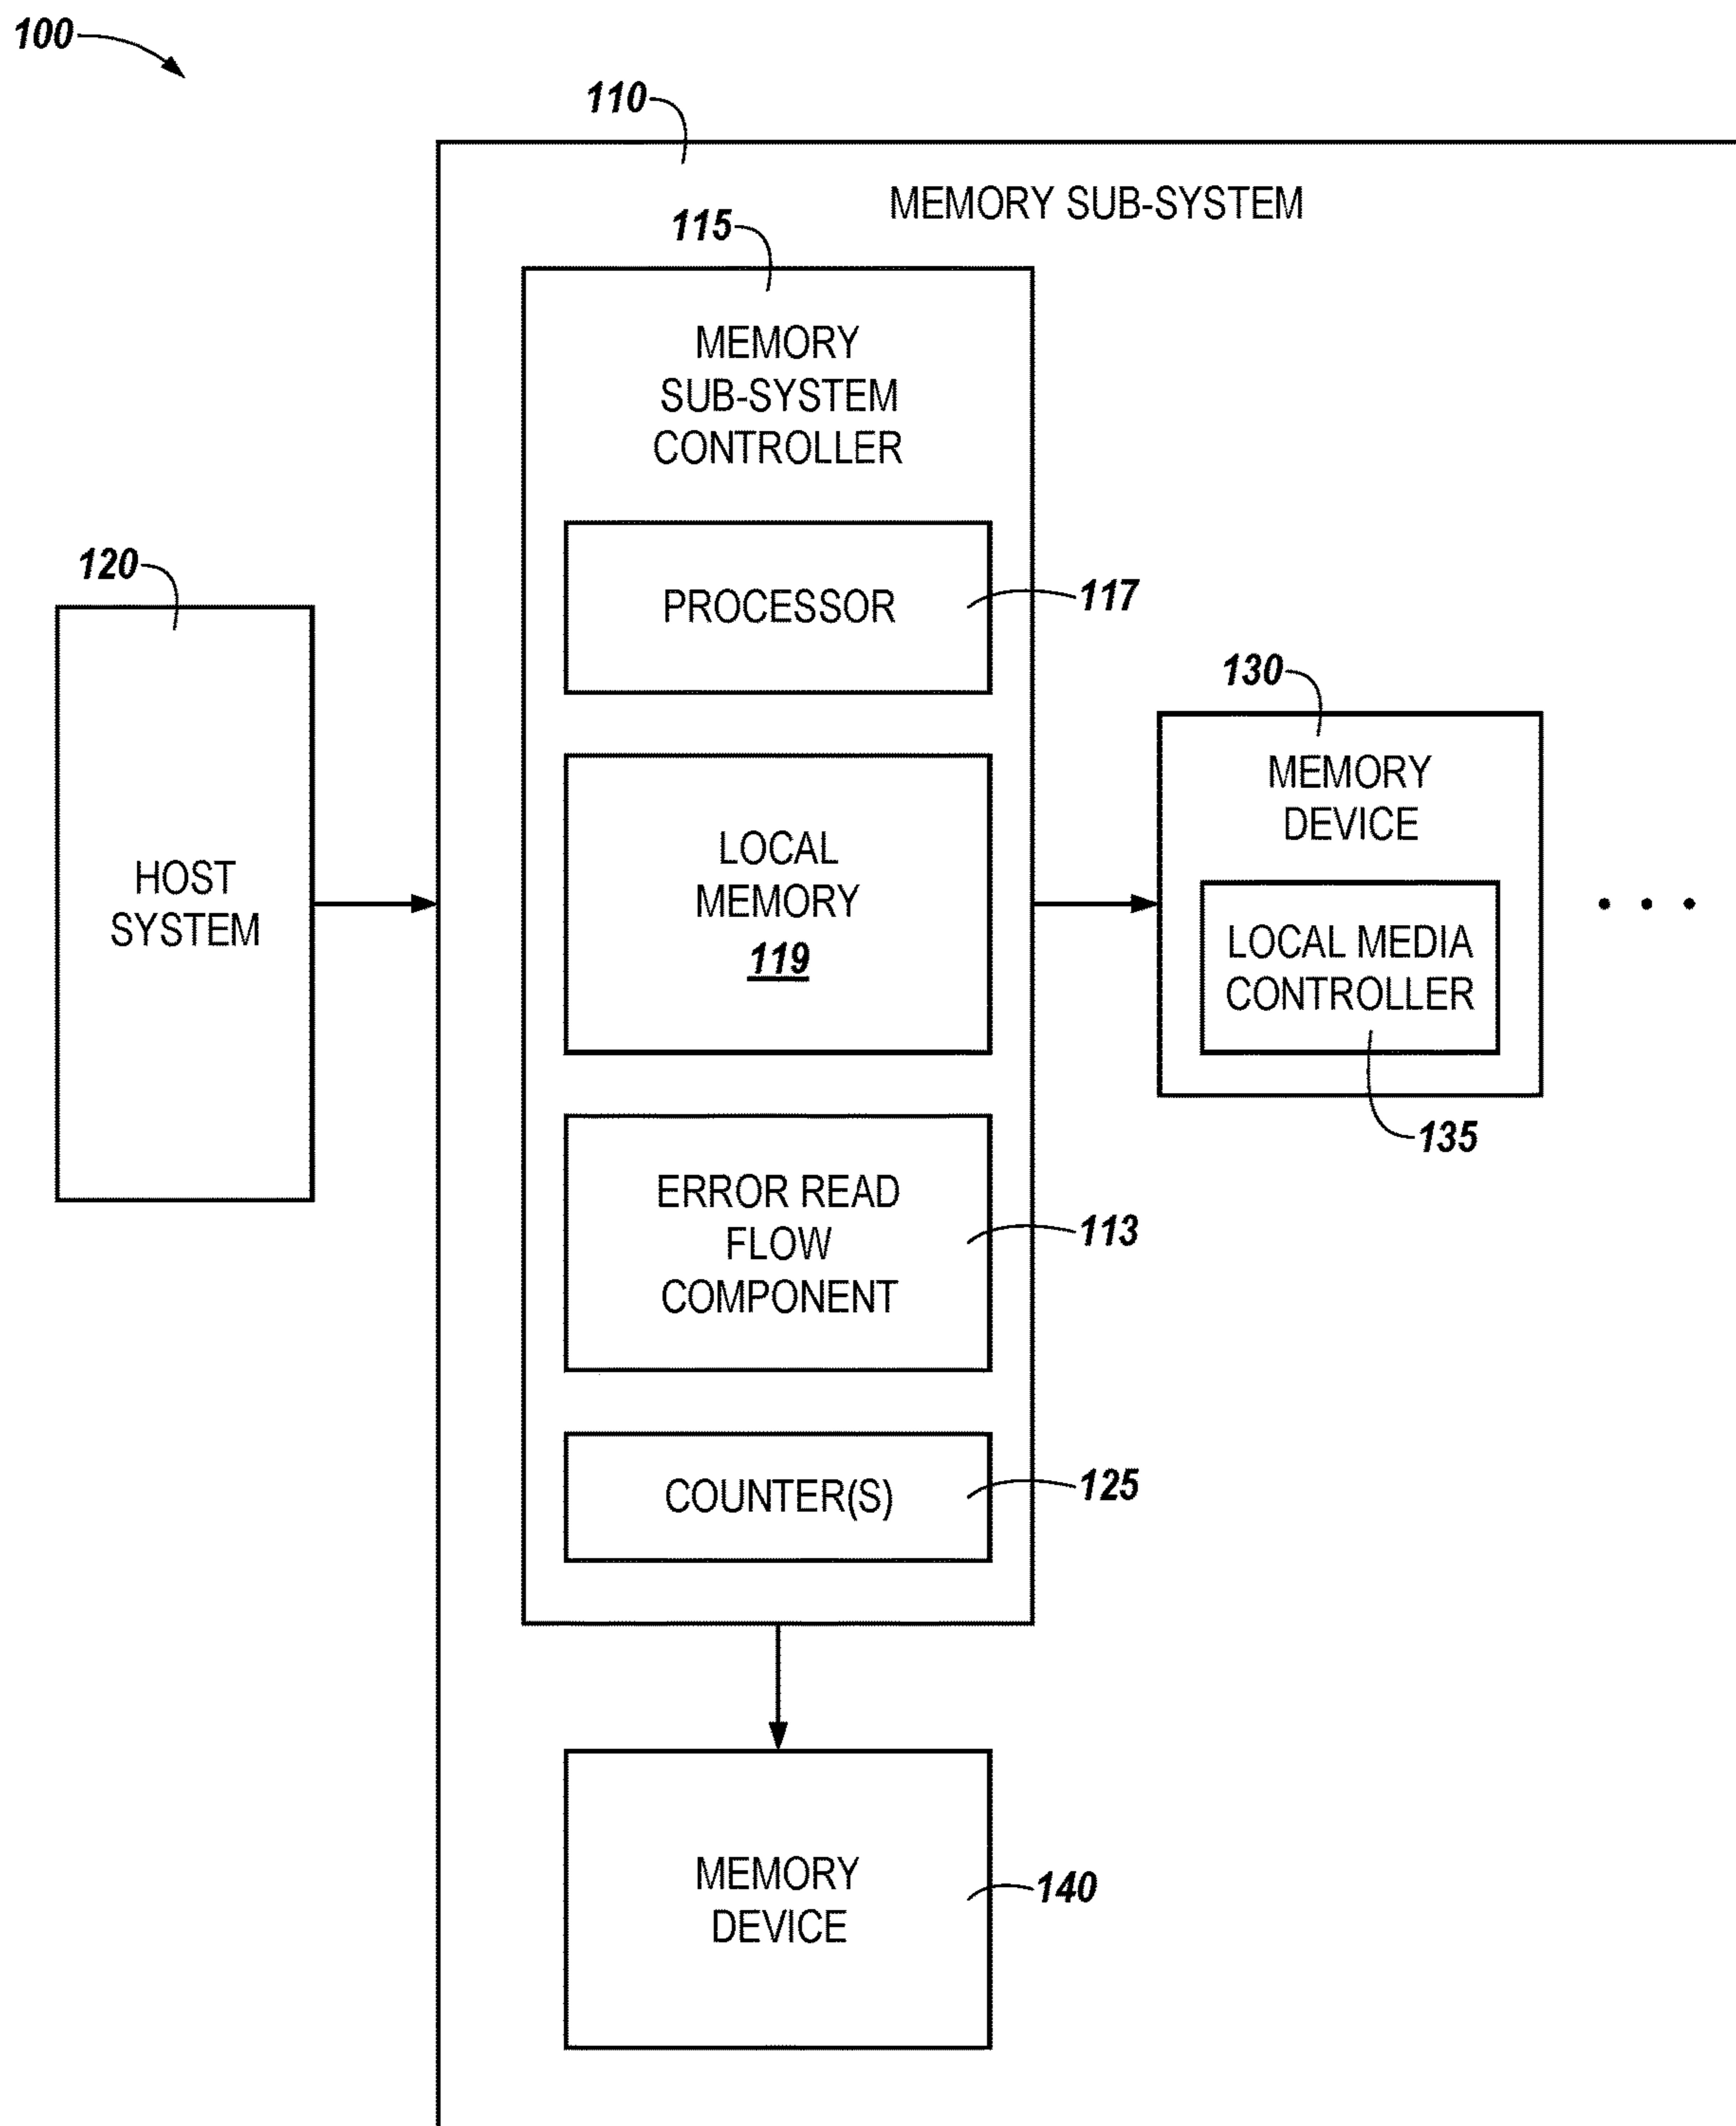 100
110
MEMORY SUB-SYSTEM
115
MEMORY
SUB-SYSTEM
CONTROLLER
120
PROCESSOR
117
130
MEMORY
DEVICE
HOST
SYSTEM
LOCAL
MEMORY
119
LOCAL MEDIA
CONTROLLER
• • •
135
ERROR READ
FLOW
COMPONENT
113
COUNTER(S)
125
MEMORY
DEVICE
140